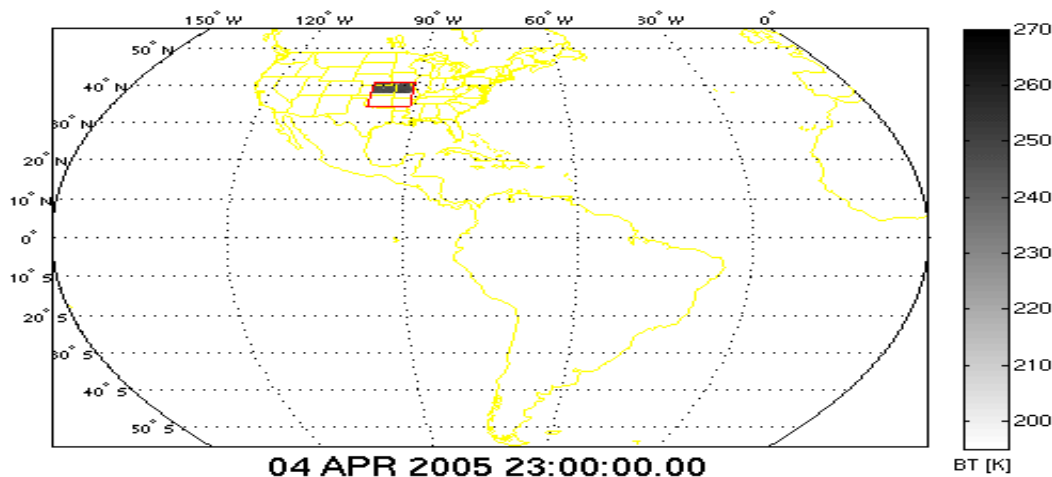 150° W 120° W 90° W 60° W 30° W 0°
50° N
40° N
30° N
20° N
10° N
0°
10° S
20° S
30° S
40° S
50° S
270
260
250
240
230
220
210
200
BT [K]
04 APR 2005 23:00:00.00